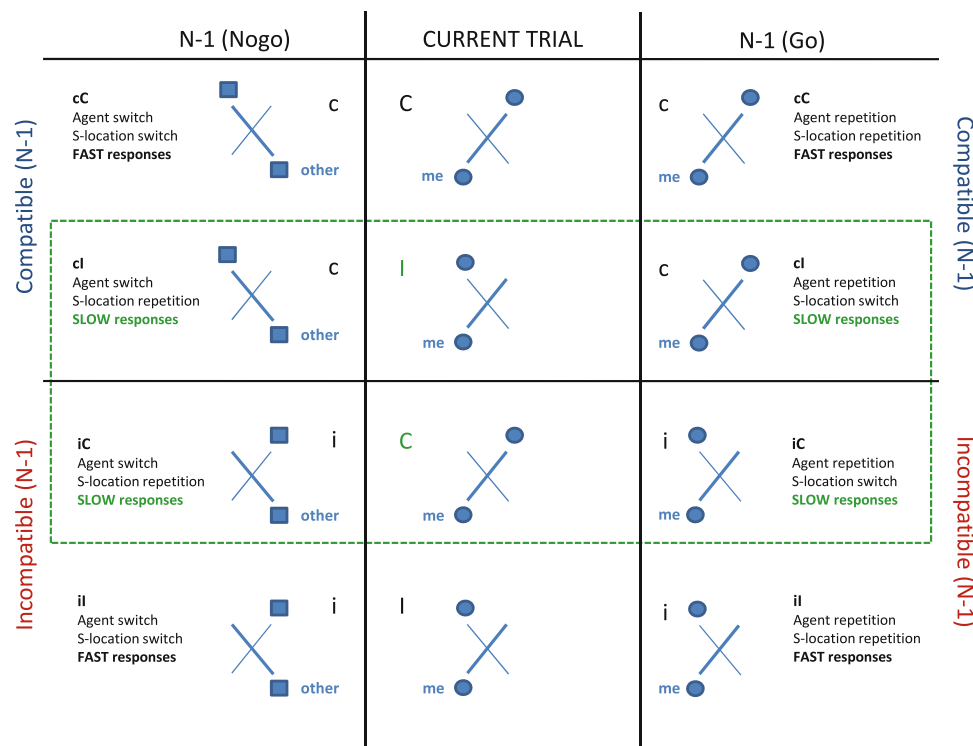 N-1 (Nogo)
CURRENT TRIAL
N-1 (Go)
Compatible (N-1)
cC
Agent switch
S-location switch
FAST responses
c
other
C
me
c
me
cC
Agent repetition
S-location repetition
FAST responses
Compatible (N-1)
cI
Agent switch
S-location repetition
SLOW responses
c
other
I
me
c
me
cI
Agent repetition
S-location switch
SLOW responses
Incompatible (N-1)
iC
Agent switch
S-location repetition
SLOW responses
i
other
C
me
i
me
iC
Agent repetition
S-location switch
SLOW responses
Incompatible (N-1)
iI
Agent switch
S-location switch
FAST responses
i
other
I
me
i
me
iI
Agent repetition
S-location repetition
FAST responses